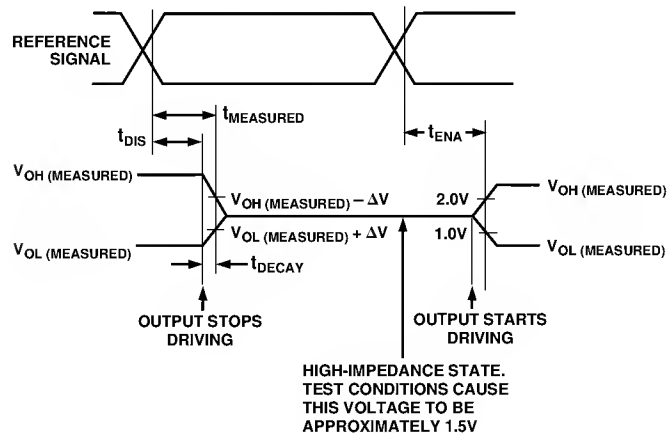 REFERENCE
SIGNAL
tMEASURED
tDIS
tENA
VOH (MEASURED)
VOH (MEASURED) – ΔV
2.0V
VOH (MEASURED)
VOL (MEASURED)
VOL (MEASURED) + ΔV
1.0V
VOL (MEASURED)
tDECAY
OUTPUT STOPS
DRIVING
OUTPUT STARTS
DRIVING
HIGH-IMPEDANCE STATE.
TEST CONDITIONS CAUSE
THIS VOLTAGE TO BE
APPROXIMATELY 1.5V